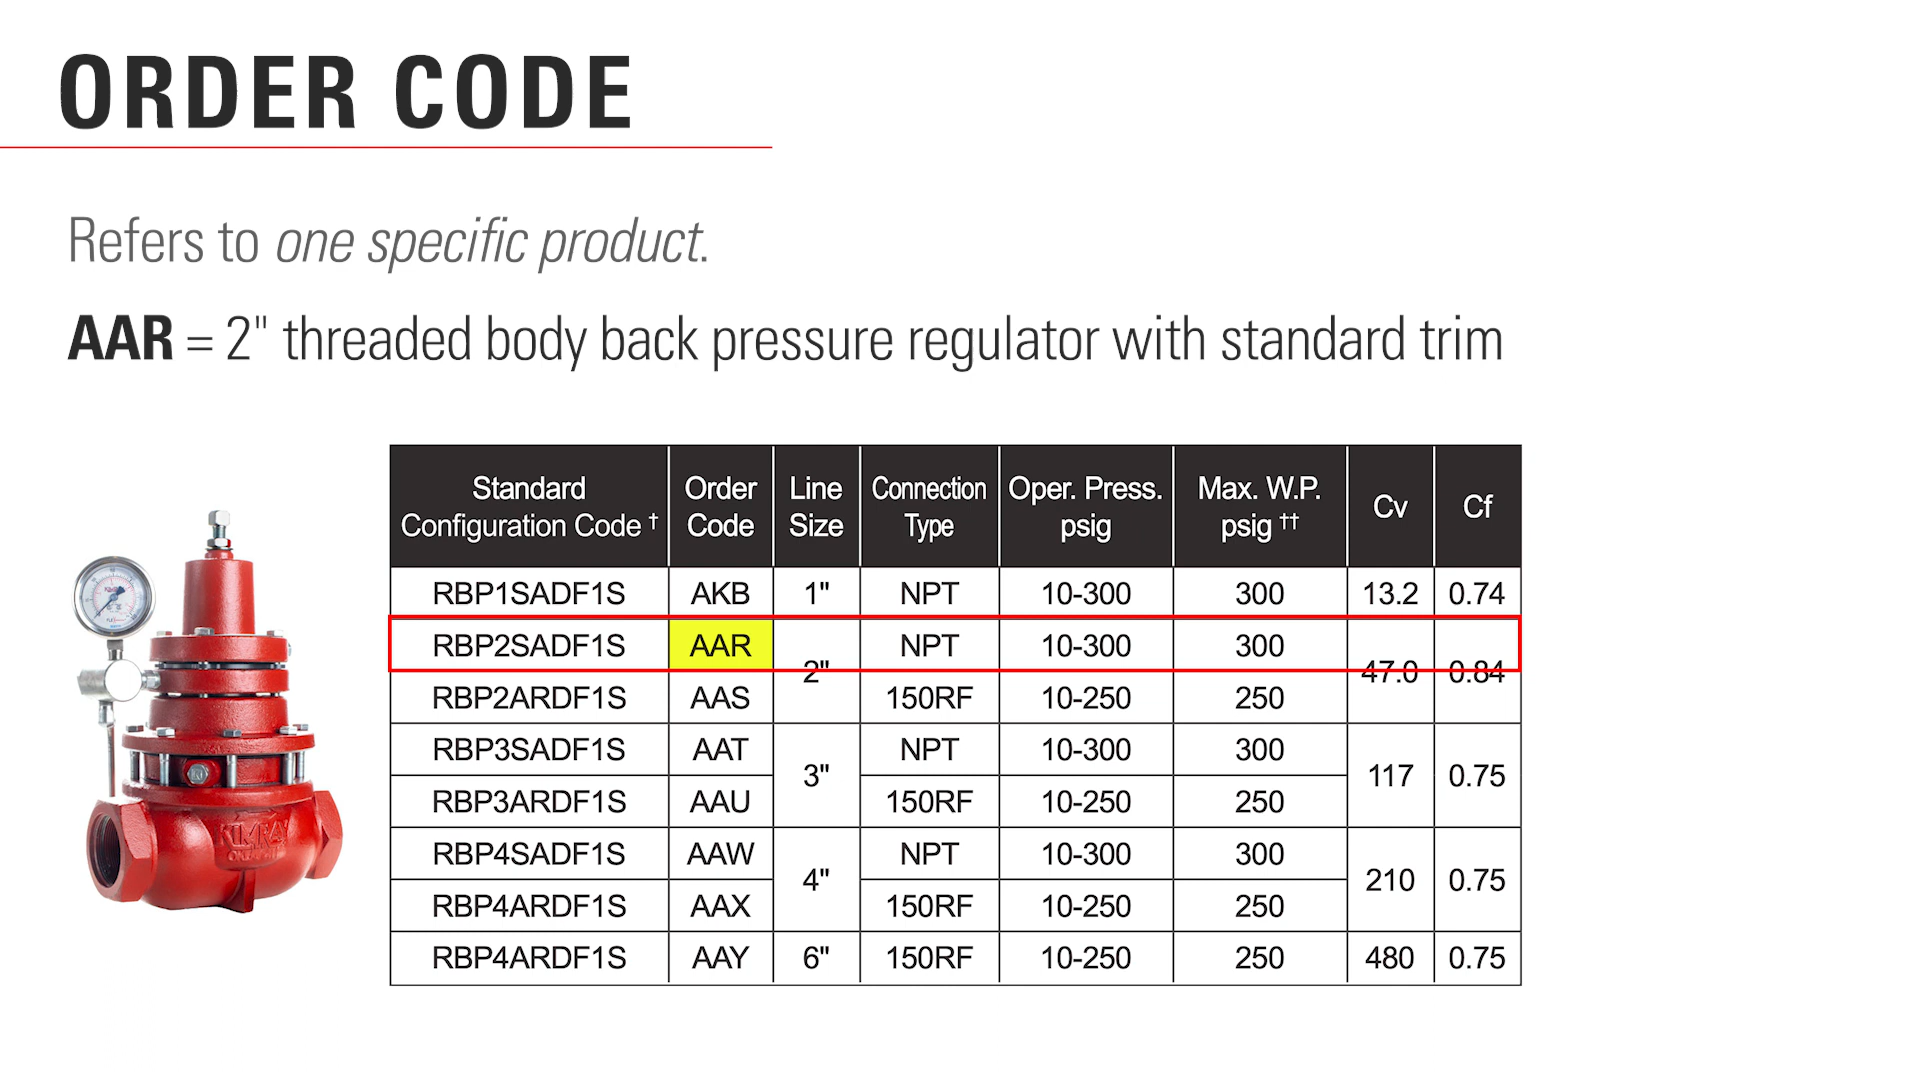 ORDER CODE
Refers to one specific product.
AAR = 2" threaded body back pressure regulator with standard trim
Standard Configuration Code † Order Code Line Size Connection Type Oper. Press. psig Max. W.P. psig †† Cv Cf
RBP1SADF1S AKB 1" NPT 10-300 300 13.2 0.74
RBP2SADF1S AAR 2" NPT 10-300 300 47.0 0.84
RBP2ARDF1S AAS 150RF 10-250 250
RBP3SADF1S AAT 3" NPT 10-300 300 117 0.75
RBP3ARDF1S AAU 150RF 10-250 250
RBP4SADF1S AAW 4" NPT 10-300 300 210 0.75
RBP4ARDF1S AAX 150RF 10-250 250
RBP4ARDF1S AAY 6" 150RF 10-250 250 480 0.75
KIMRAY